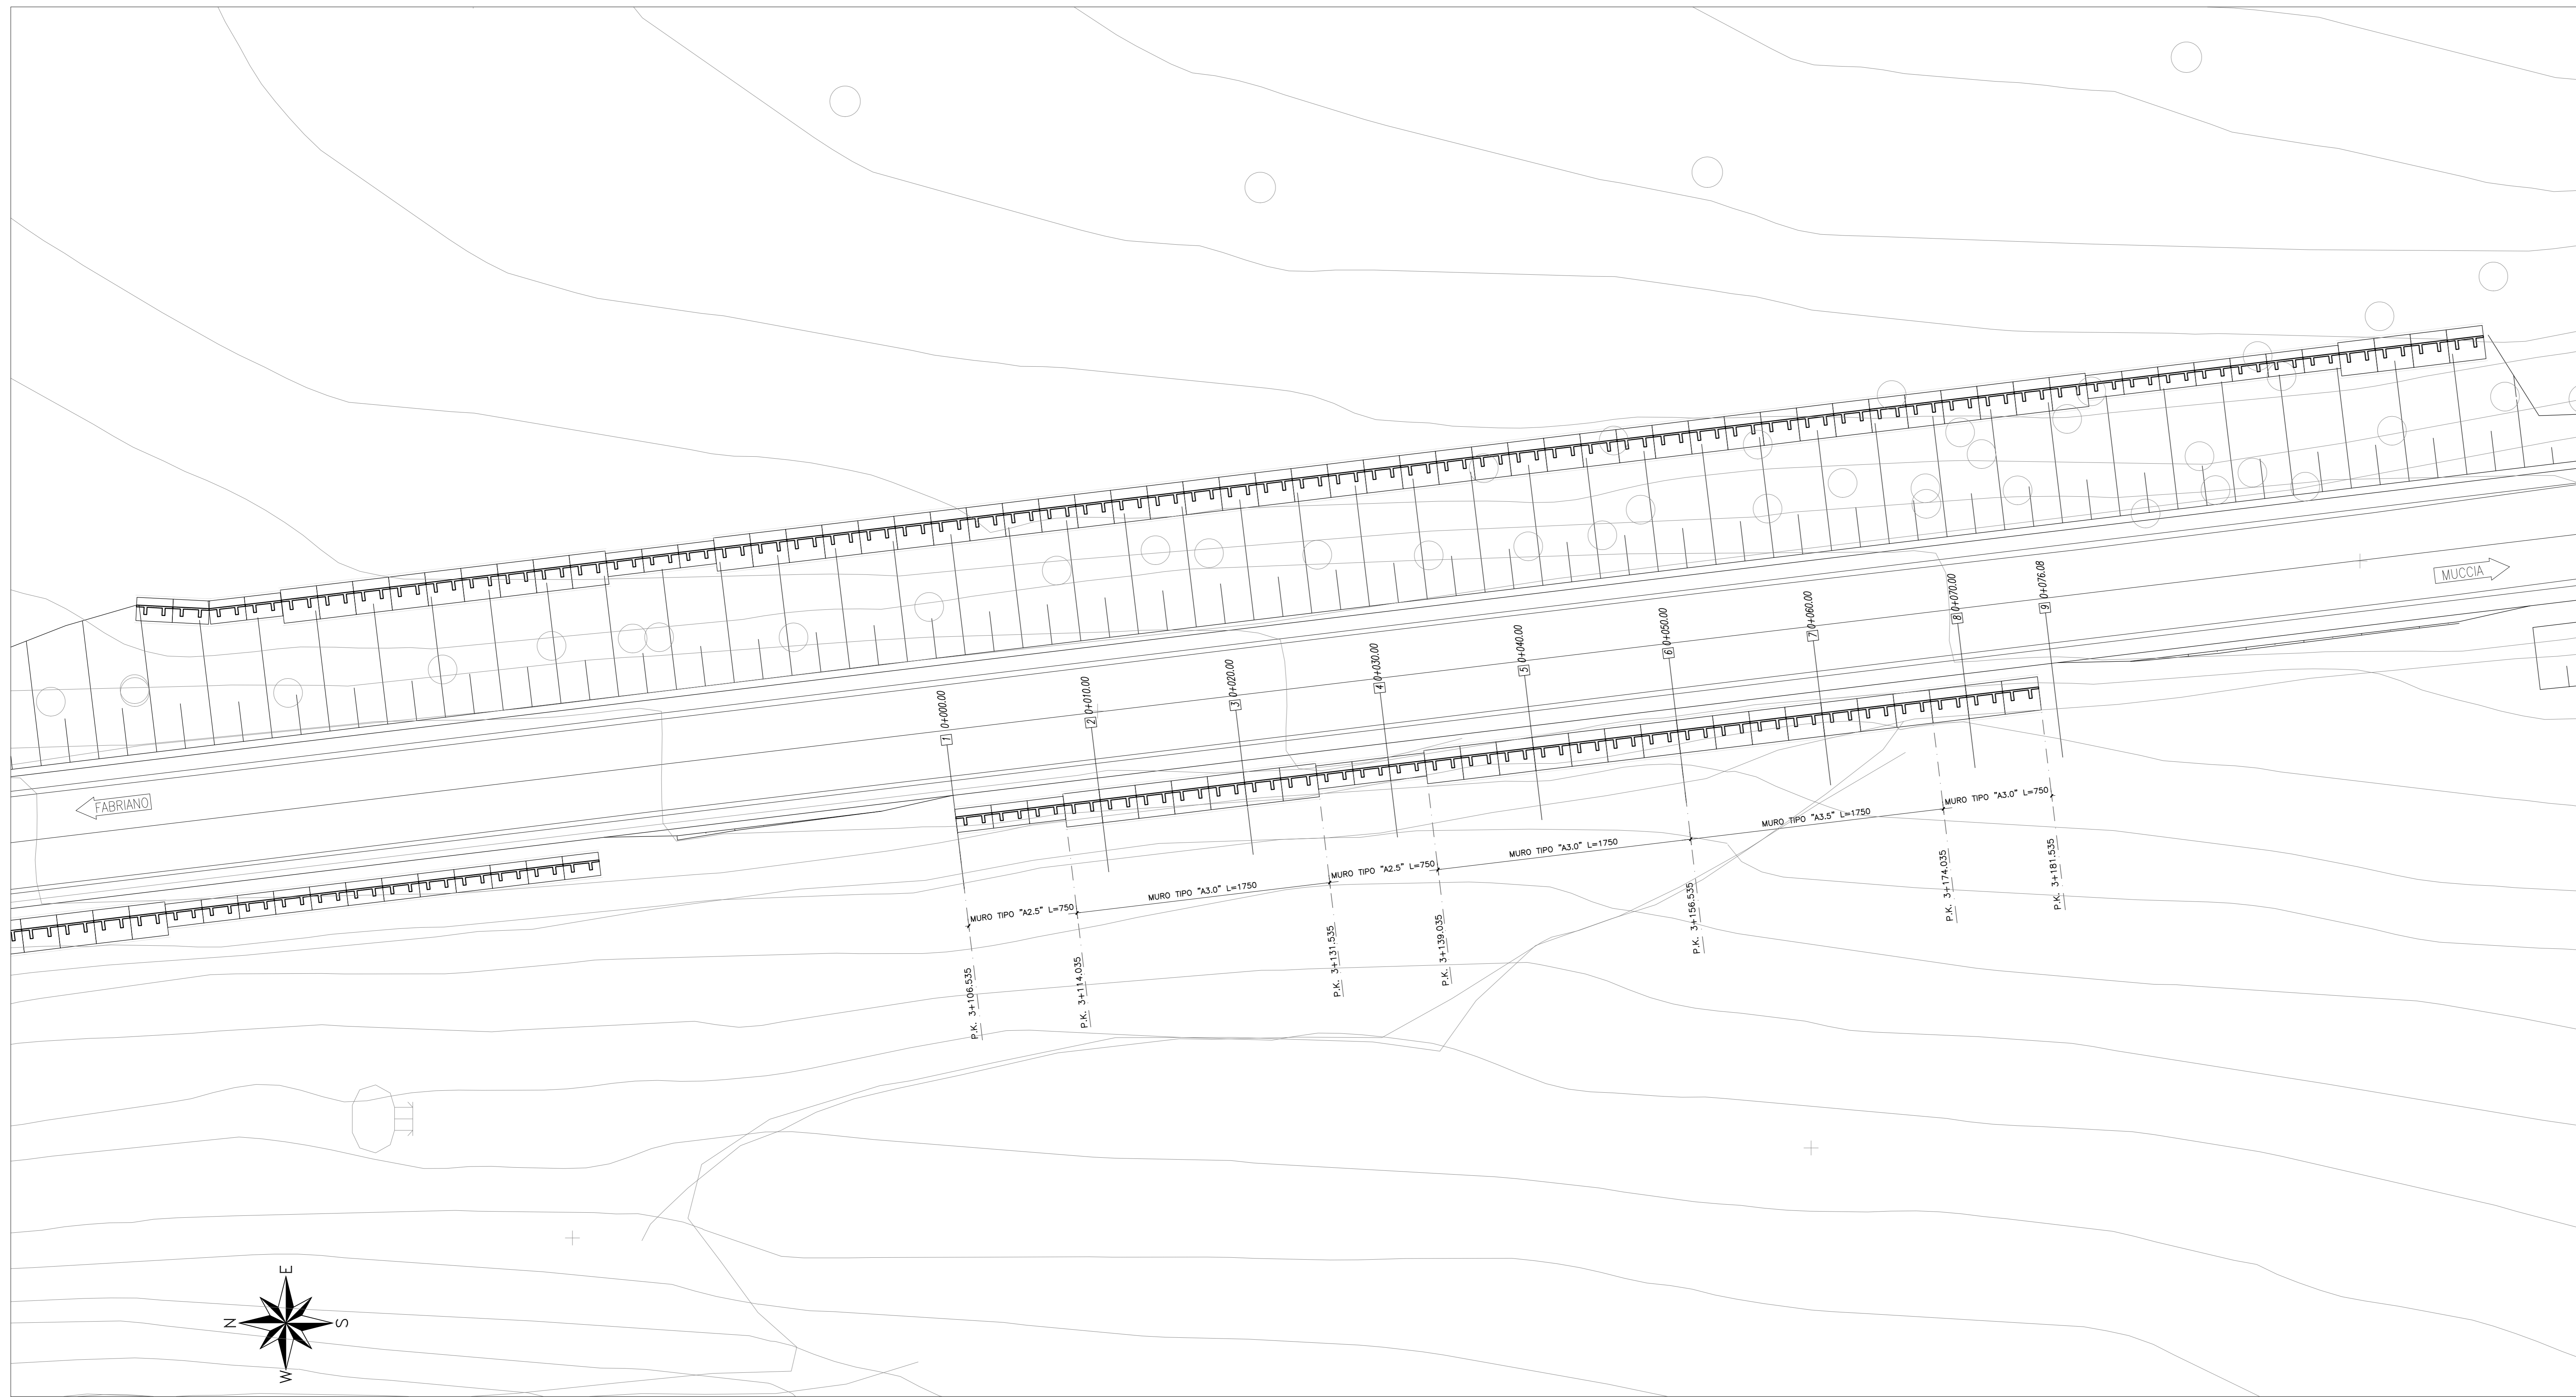 MUCCIA
FABRIANO
1 0+000.00
2 0+010.00
3 0+020.00
4 0+030.00
5 0+040.00
6 0+050.00
7 0+060.00
8 0+070.00
9 0+076.08
MURO TIPO "A2.5" L=750
MURO TIPO "A3.0" L=1750
MURO TIPO "A2.5" L=750
MURO TIPO "A3.0" L=1750
MURO TIPO "A3.5" L=1750
MURO TIPO "A3.0" L=750
P.K. 3+106.535
P.K. 3+114.035
P.K. 3+131.535
P.K. 3+139.035
P.K. 3+156.535
P.K. 3+174.035
P.K. 3+181.535
E
N
S
W